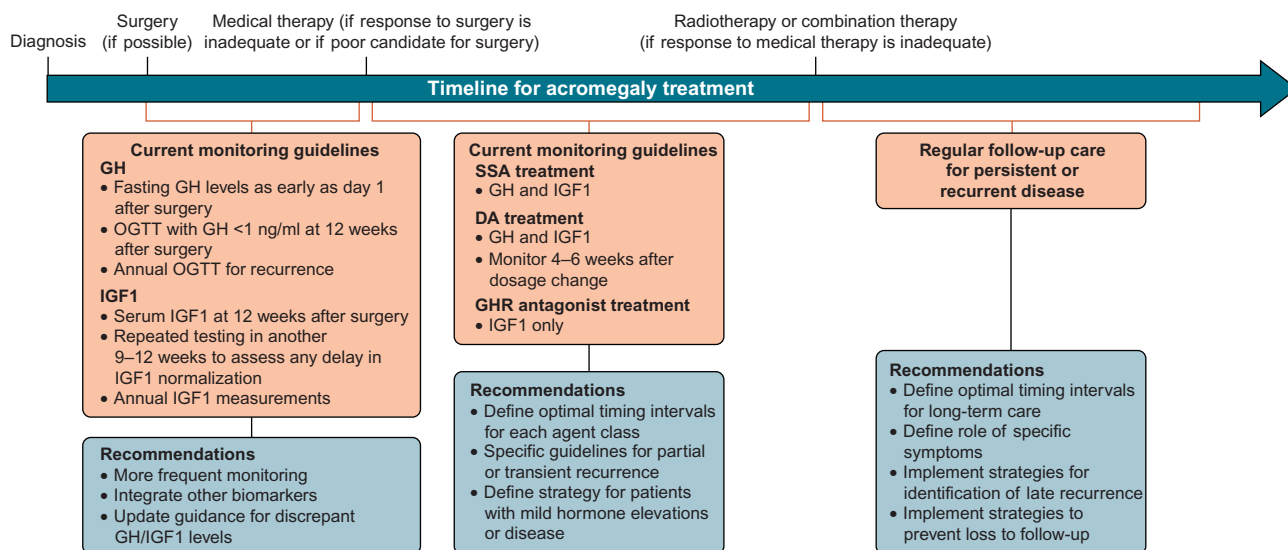 Diagnosis
Surgery
(if possible)
Medical therapy (if response to surgery is
inadequate or if poor candidate for surgery)
Radiotherapy or combination therapy
(if response to medical therapy is inadequate)
Timeline for acromegaly treatment
Current monitoring guidelines
GH
• Fasting GH levels as early as day 1
after surgery
• OGTT with GH <1 ng/ml at 12 weeks
after surgery
• Annual OGTT for recurrence
IGF1
• Serum IGF1 at 12 weeks after surgery
• Repeated testing in another
9–12 weeks to assess any delay in
IGF1 normalization
• Annual IGF1 measurements
Recommendations
• More frequent monitoring
• Integrate other biomarkers
• Update guidance for discrepant
GH/IGF1 levels
Current monitoring guidelines
SSA treatment
• GH and IGF1
DA treatment
• GH and IGF1
• Monitor 4–6 weeks after
dosage change
GHR antagonist treatment
• IGF1 only
Recommendations
• Define optimal timing intervals
for each agent class
• Specific guidelines for partial
or transient recurrence
• Define strategy for patients
with mild hormone elevations
or disease
Regular follow-up care
for persistent or
recurrent disease
Recommendations
• Define optimal timing intervals
for long-term care
• Define role of specific
symptoms
• Implement strategies for
identification of late recurrence
• Implement strategies to
prevent loss to follow-up